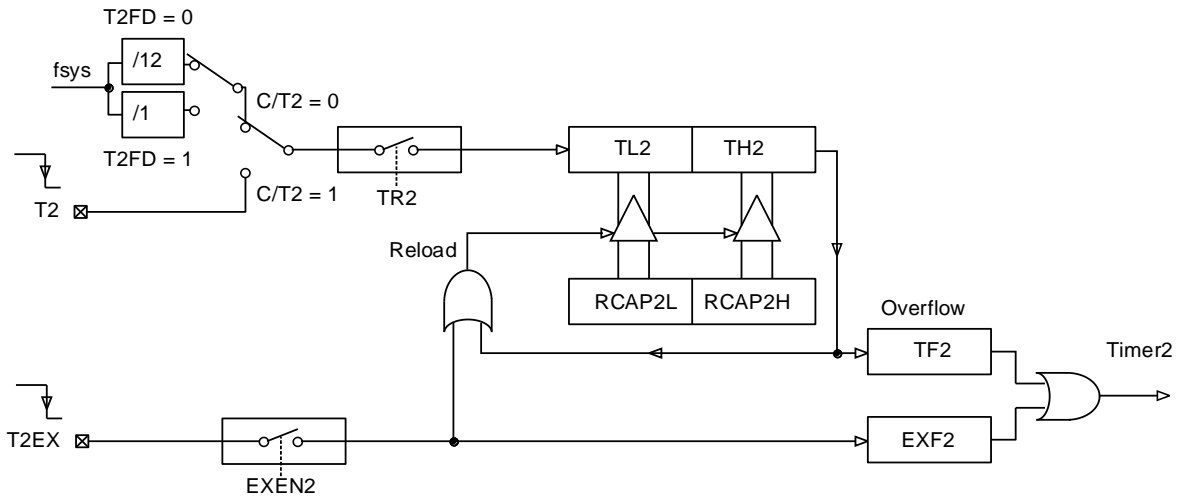 T2FD = 0
/12
fsys
/1
T2FD = 1
C/T2 = 0
C/T2 = 1
T2
TR2
TL2
TH2
Reload
RCAP2L
RCAP2H
Overflow
TF2
Timer2
T2EX
EXEN2
EXF2